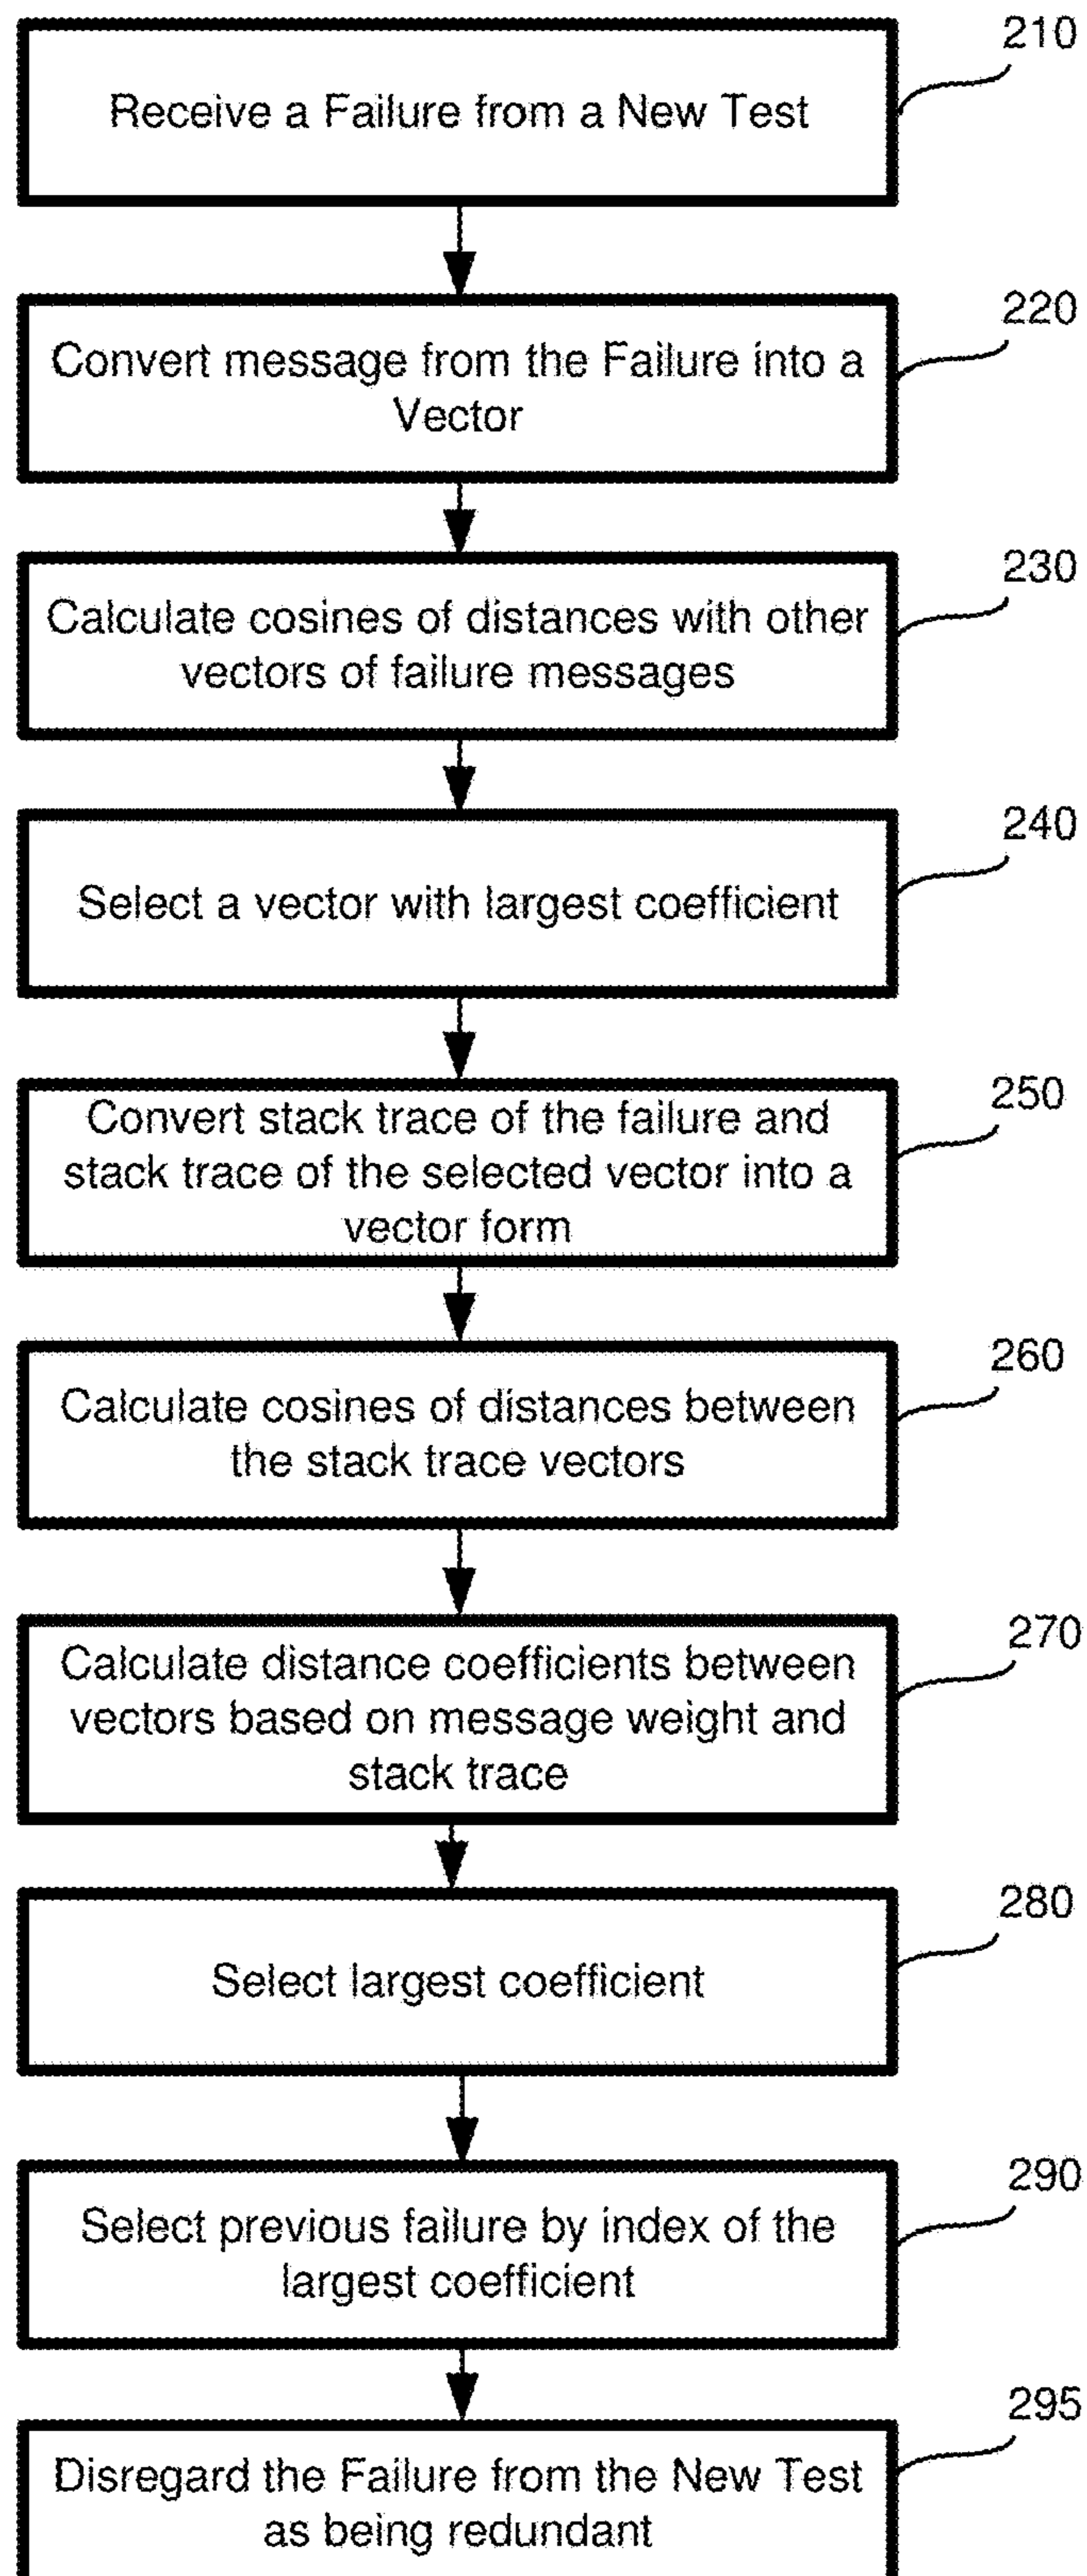 210
Receive a Failure from a New Test
220
Convert message from the Failure into a
Vector
230
Calculate cosines of distances with other
vectors of failure messages
240
Select a vector with largest coefficient
250
Convert stack trace of the failure and
stack trace of the selected vector into a
vector form
260
Calculate cosines of distances between
the stack trace vectors
270
Calculate distance coefficients between
vectors based on message weight and
stack trace
280
Select largest coefficient
290
Select previous failure by index of the
largest coefficient
295
Disregard the Failure from the New Test
as being redundant